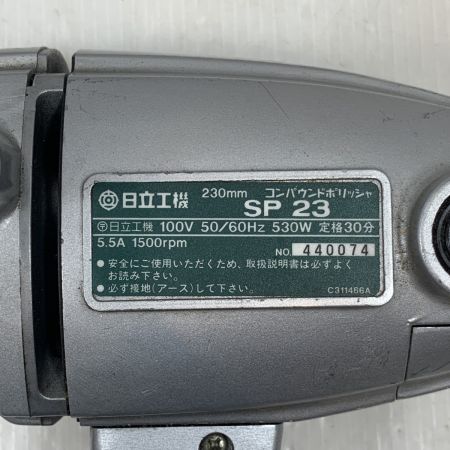 日立工機 230mm コンパウンドポリッシャ
SP 23
〒日立工機 100V 50/60Hz 530W 定格30分
5.5A 1500rpm
NO. 440074
●安全にご使用いただくため、取扱説明書は必ずよく
お読み下さい。
●必ず接地(アース)して下さい。
C311466A